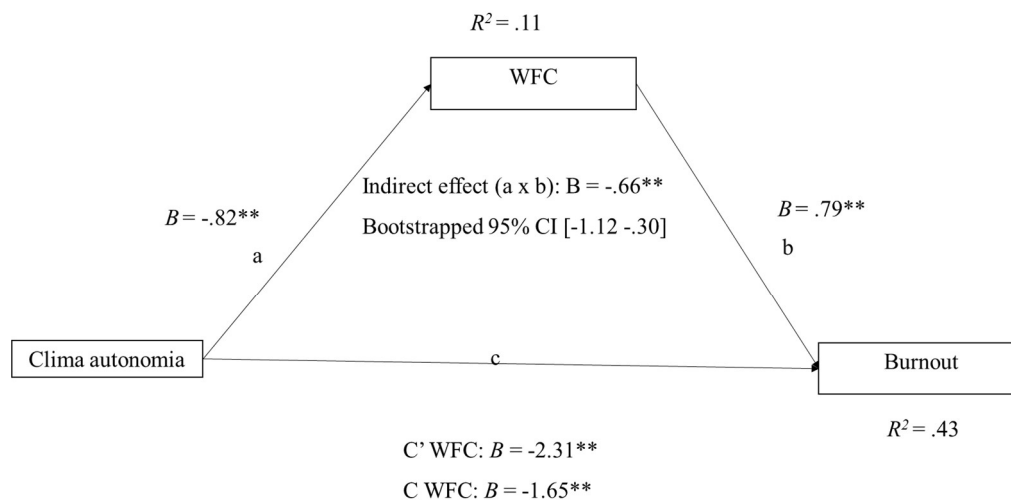 R² = .11
WFC
Indirect effect (a x b): B = -.66**
Bootstrapped 95% CI [-1.12 -.30]
B = -.82**
a
B = .79**
b
Clima autonomia
c
Burnout
R² = .43
C’ WFC: B = -2.31**
C WFC: B = -1.65**